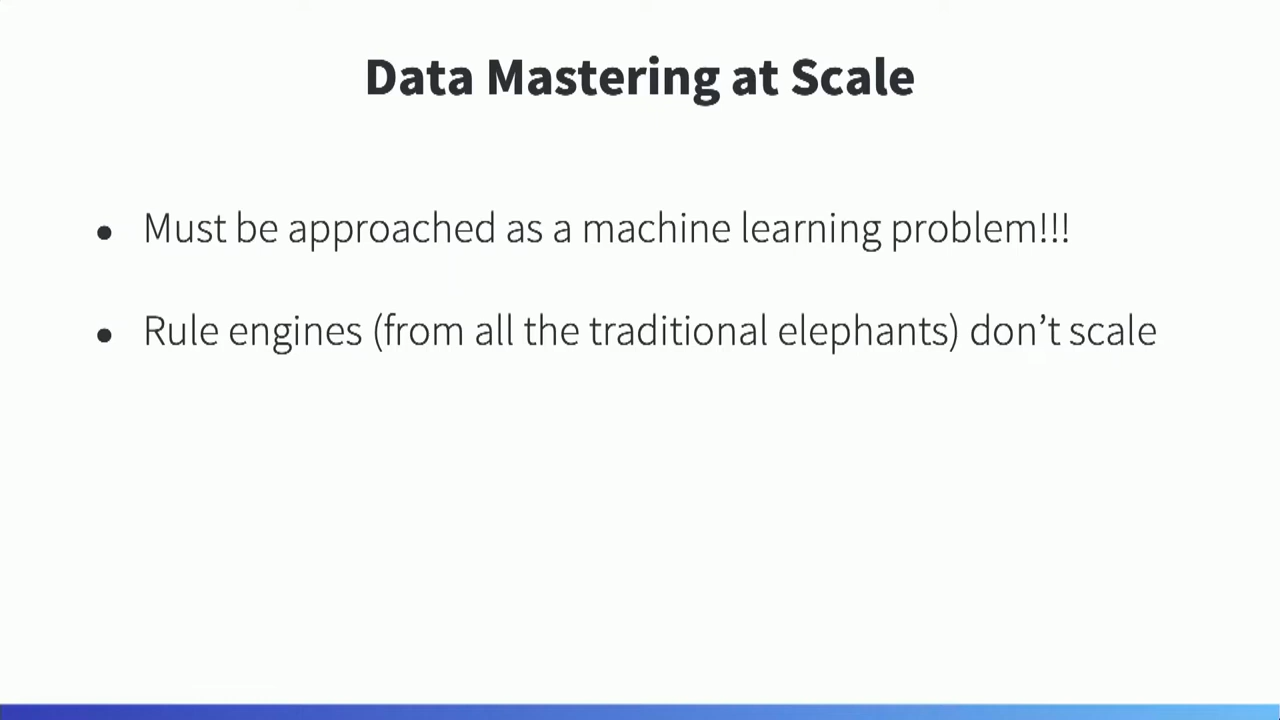 Data Mastering at Scale
• Must be approached as a machine learning problem!!!
• Rule engines (from all the traditional elephants) don’t scale